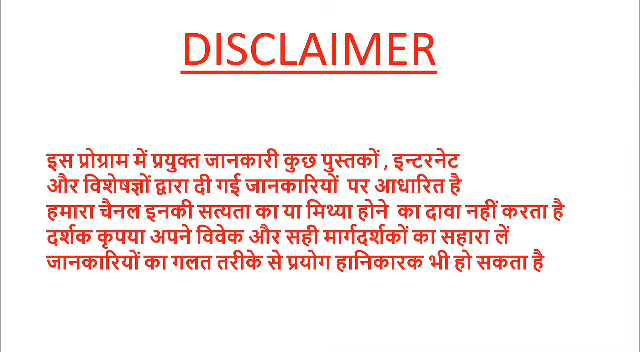 DISCLAIMER
इस प्रोग्राम में प्रयुक्त जानकारी कुछ पुस्तकों , इन्टरनेट
और विशेषज्ञों द्वारा दी गई जानकारियों पर आधारित है
हमारा चैनल इनकी सत्यता का या मिथ्या होने का दावा नहीं करता है
दर्शक कृपया अपने विवेक और सही मार्गदर्शकों का सहारा लें
जानकारियों का गलत तरीके से प्रयोग हानिकारक भी हो सकता है